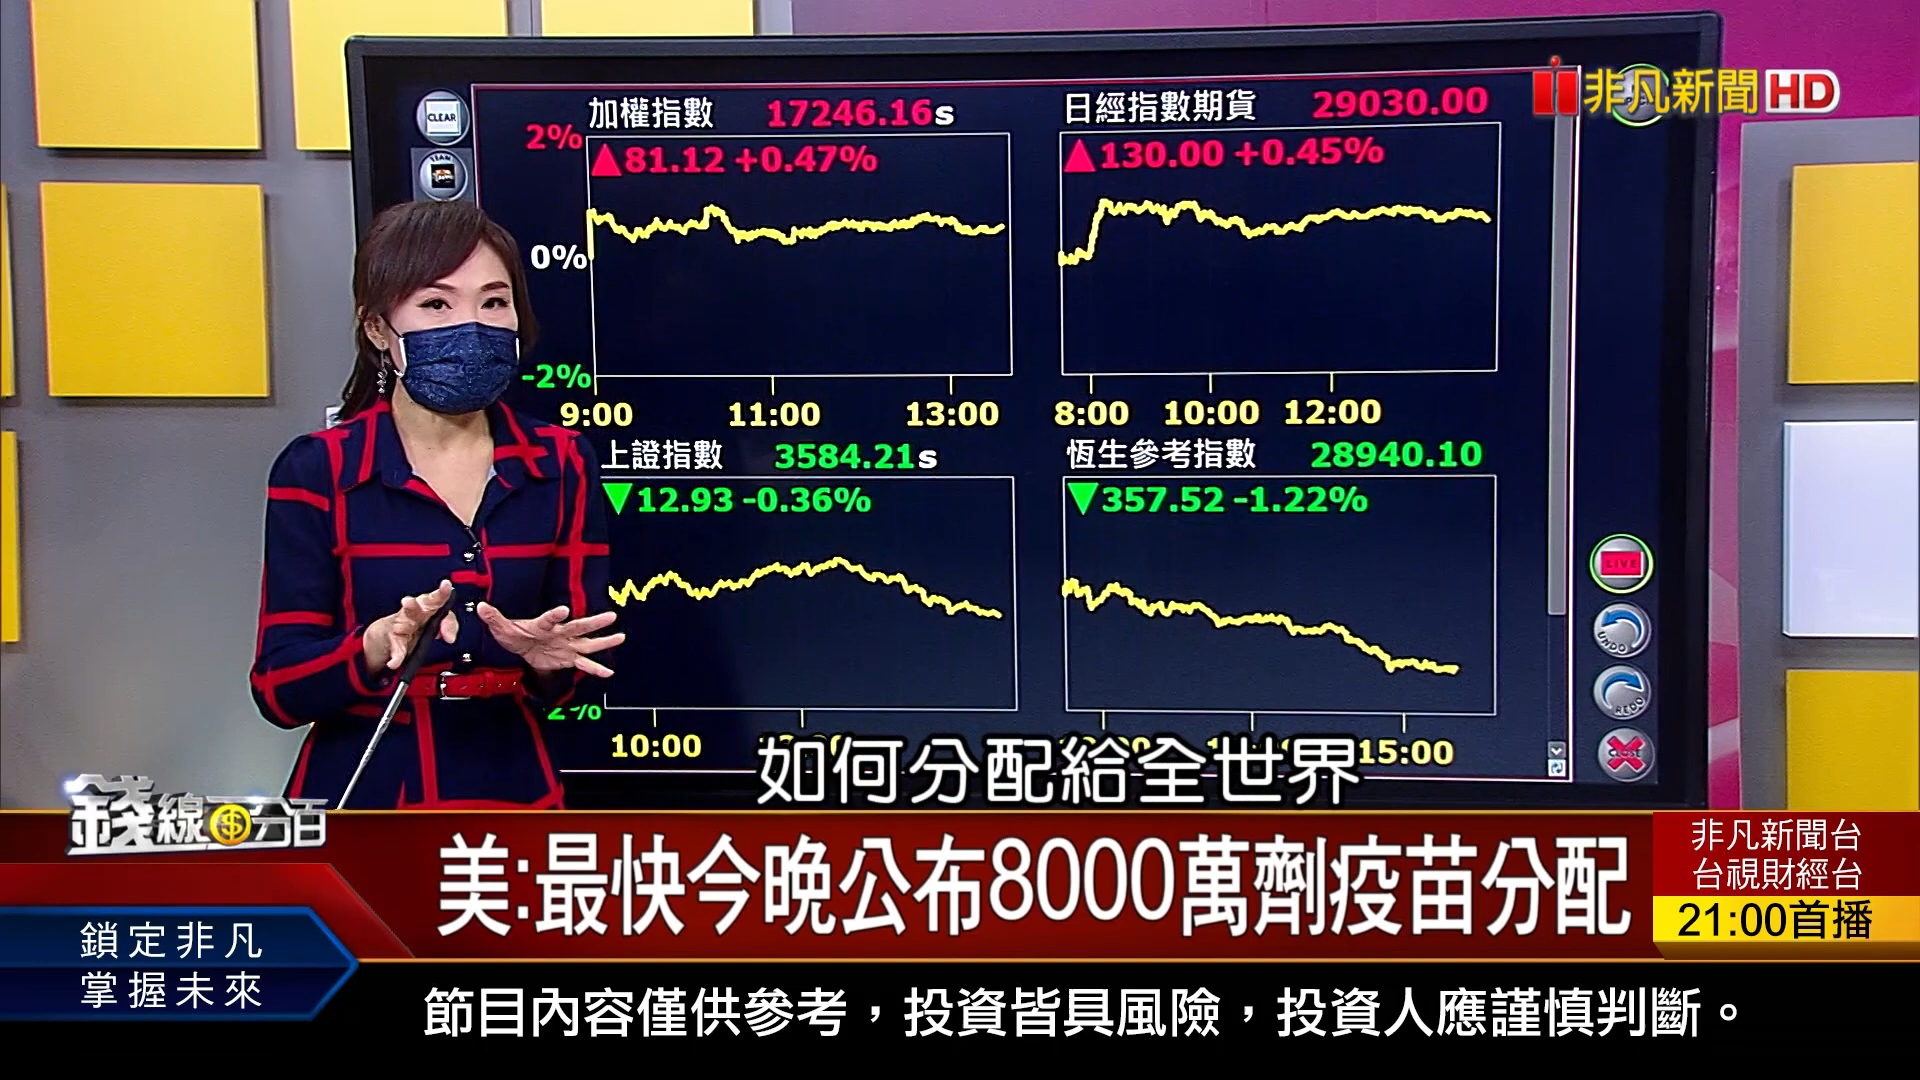 非凡新聞HD
CLEAR
TEAM
加權指數 17246.16s
▲81.12 +0.47%
2%
0%
-2%
9:00 11:00 13:00
日經指數期貨 29030.00
▲130.00 +0.45%
8:00 10:00 12:00
上證指數 3584.21s
▼12.93 -0.36%
2%
10:00
恆生參考指數 28940.10
▼357.52 -1.22%
15:00
LIVE
UNDO
REDO
CLOSE
如何分配給全世界
錢線百分百
美:最快今晚公布8000萬劑疫苗分配
非凡新聞台
台視財經台
21:00首播
鎖定非凡
掌握未來
節目內容僅供參考，投資皆具風險，投資人應謹慎判斷。